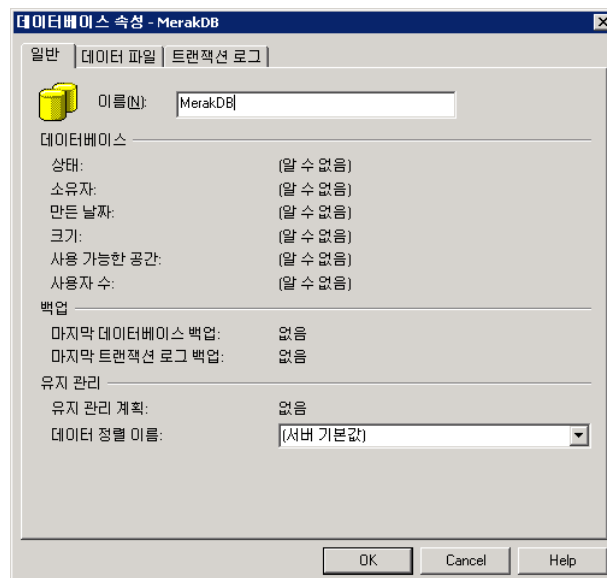 데이터베이스 속성 - MerakDB
일반 데이터 파일 트랜잭션 로그
이름(N): MerakDB
데이터베이스
상태: (알 수 없음)
소유자: (알 수 없음)
만든 날짜: (알 수 없음)
크기: (알 수 없음)
사용 가능한 공간: (알 수 없음)
사용자 수: (알 수 없음)
백업
마지막 데이터베이스 백업: 없음
마지막 트랜잭션 로그 백업: 없음
유지 관리
유지 관리 계획: 없음
데이터 정렬 이름: (서버 기본값)
OK Cancel Help